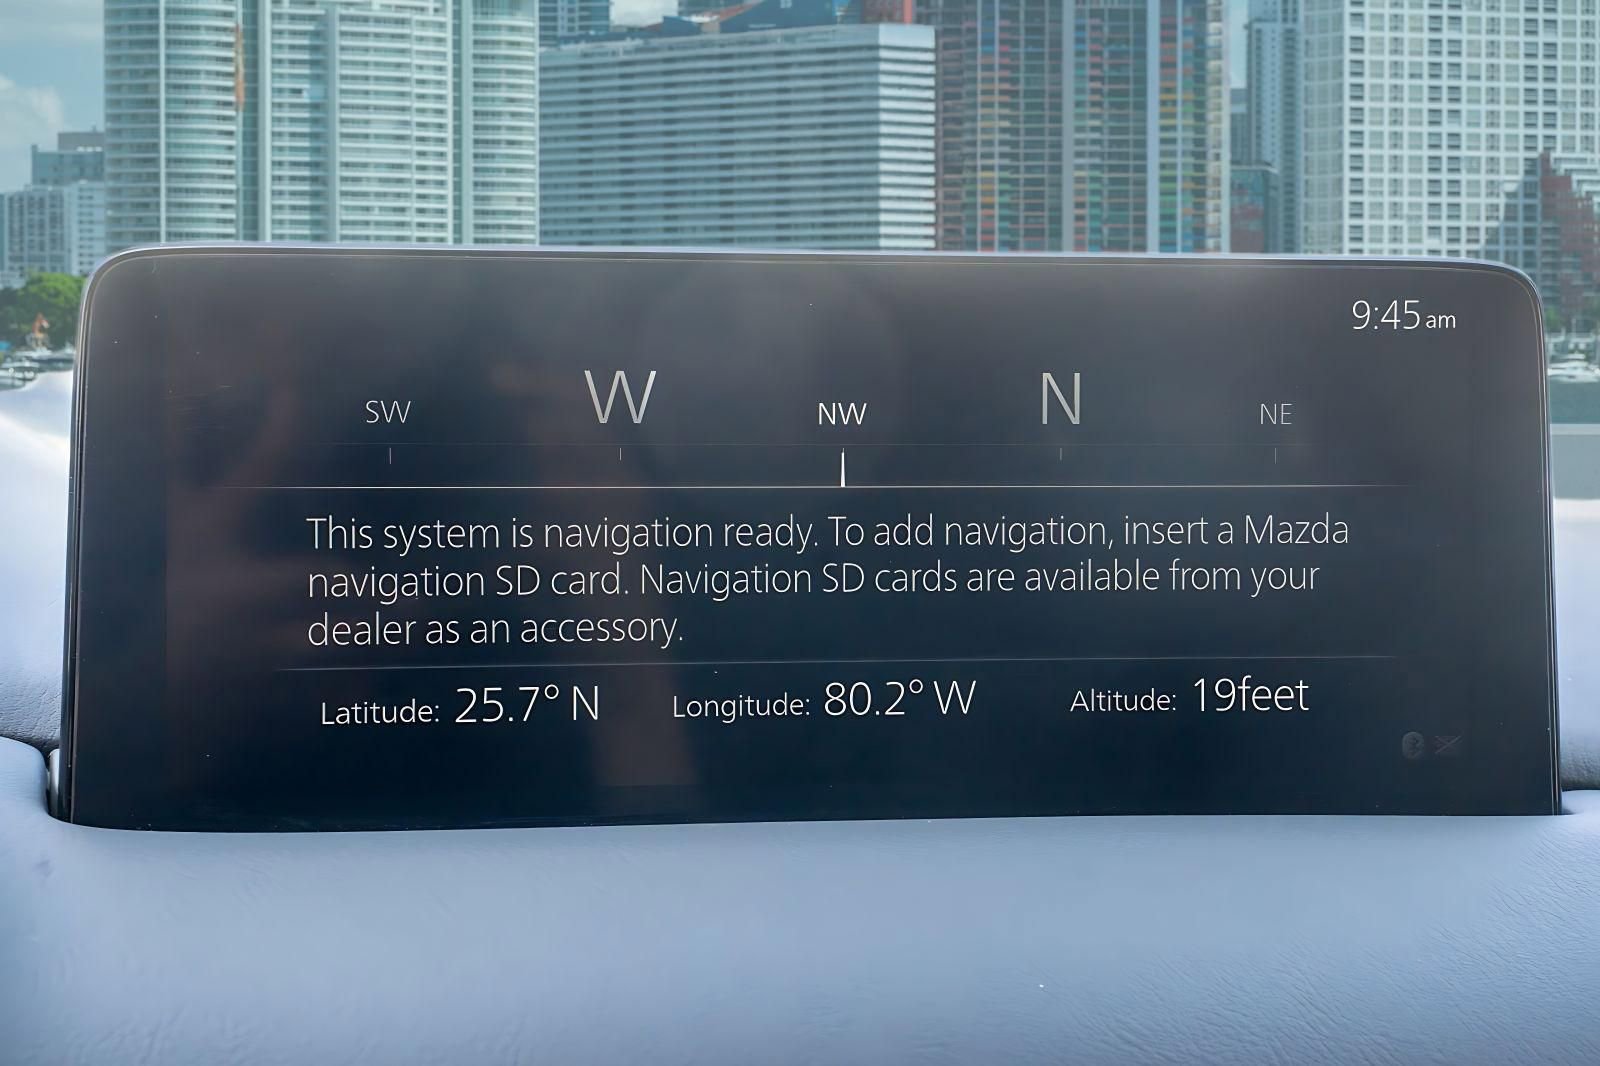 9:45am
SW W NW N NE
This system is navigation ready. To add navigation, insert a Mazda
navigation SD card. Navigation SD cards are available from your
dealer as an accessory.
Latitude: 25.7° N Longitude: 80.2° W Altitude: 19feet